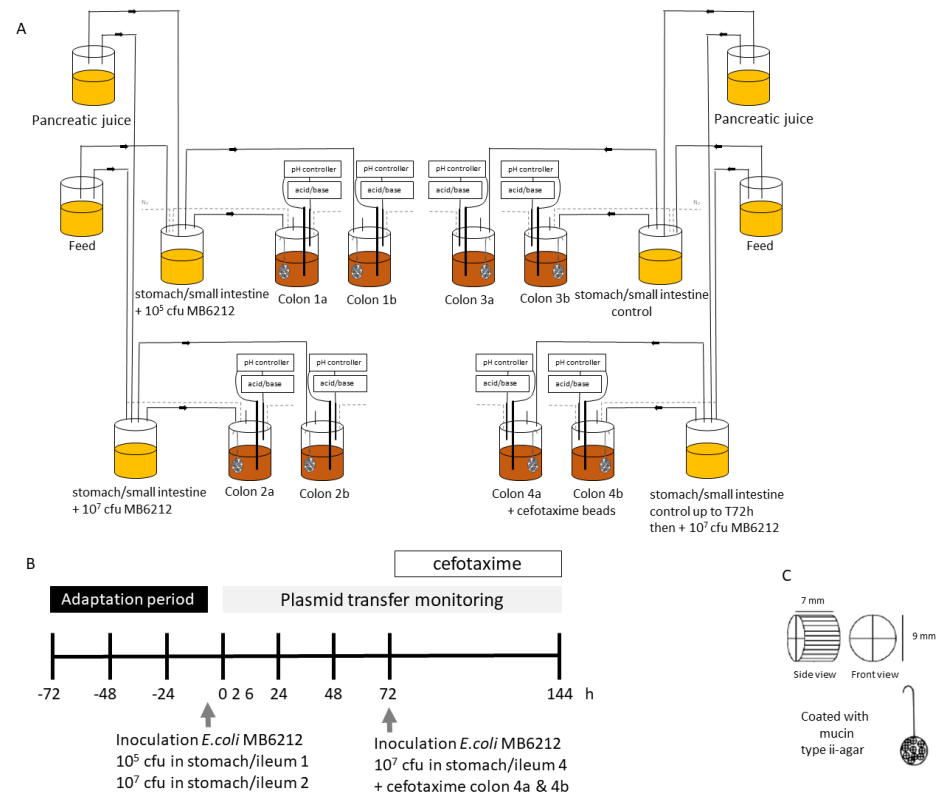 A
Pancreatic juice
Pancreatic juice
Feed
Feed
pH controller
acid/base
pH controller
acid/base
pH controller
acid/base
pH controller
acid/base
N₂
N₂
stomach/small intestine
+ 10⁵ cfu MB6212
Colon 1a
Colon 1b
Colon 3a
Colon 3b
stomach/small intestine
control
pH controller
acid/base
pH controller
acid/base
pH controller
acid/base
pH controller
acid/base
stomach/small intestine
+ 10⁷ cfu MB6212
Colon 2a
Colon 2b
Colon 4a
Colon 4b
+ cefotaxime beads
stomach/small intestine
control up to T72h
then + 10⁷ cfu MB6212
B
cefotaxime
Adaptation period
Plasmid transfer monitoring
-72 -48 -24 0 2 6 24 48 72 144 h
Inoculation E.coli MB6212
10⁵ cfu in stomach/ileum 1
10⁷ cfu in stomach/ileum 2
Inoculation E.coli MB6212
10⁷ cfu in stomach/ileum 4
+ cefotaxime colon 4a & 4b
C
7 mm
9 mm
Side view
Front view
Coated with
mucin
type ii-agar